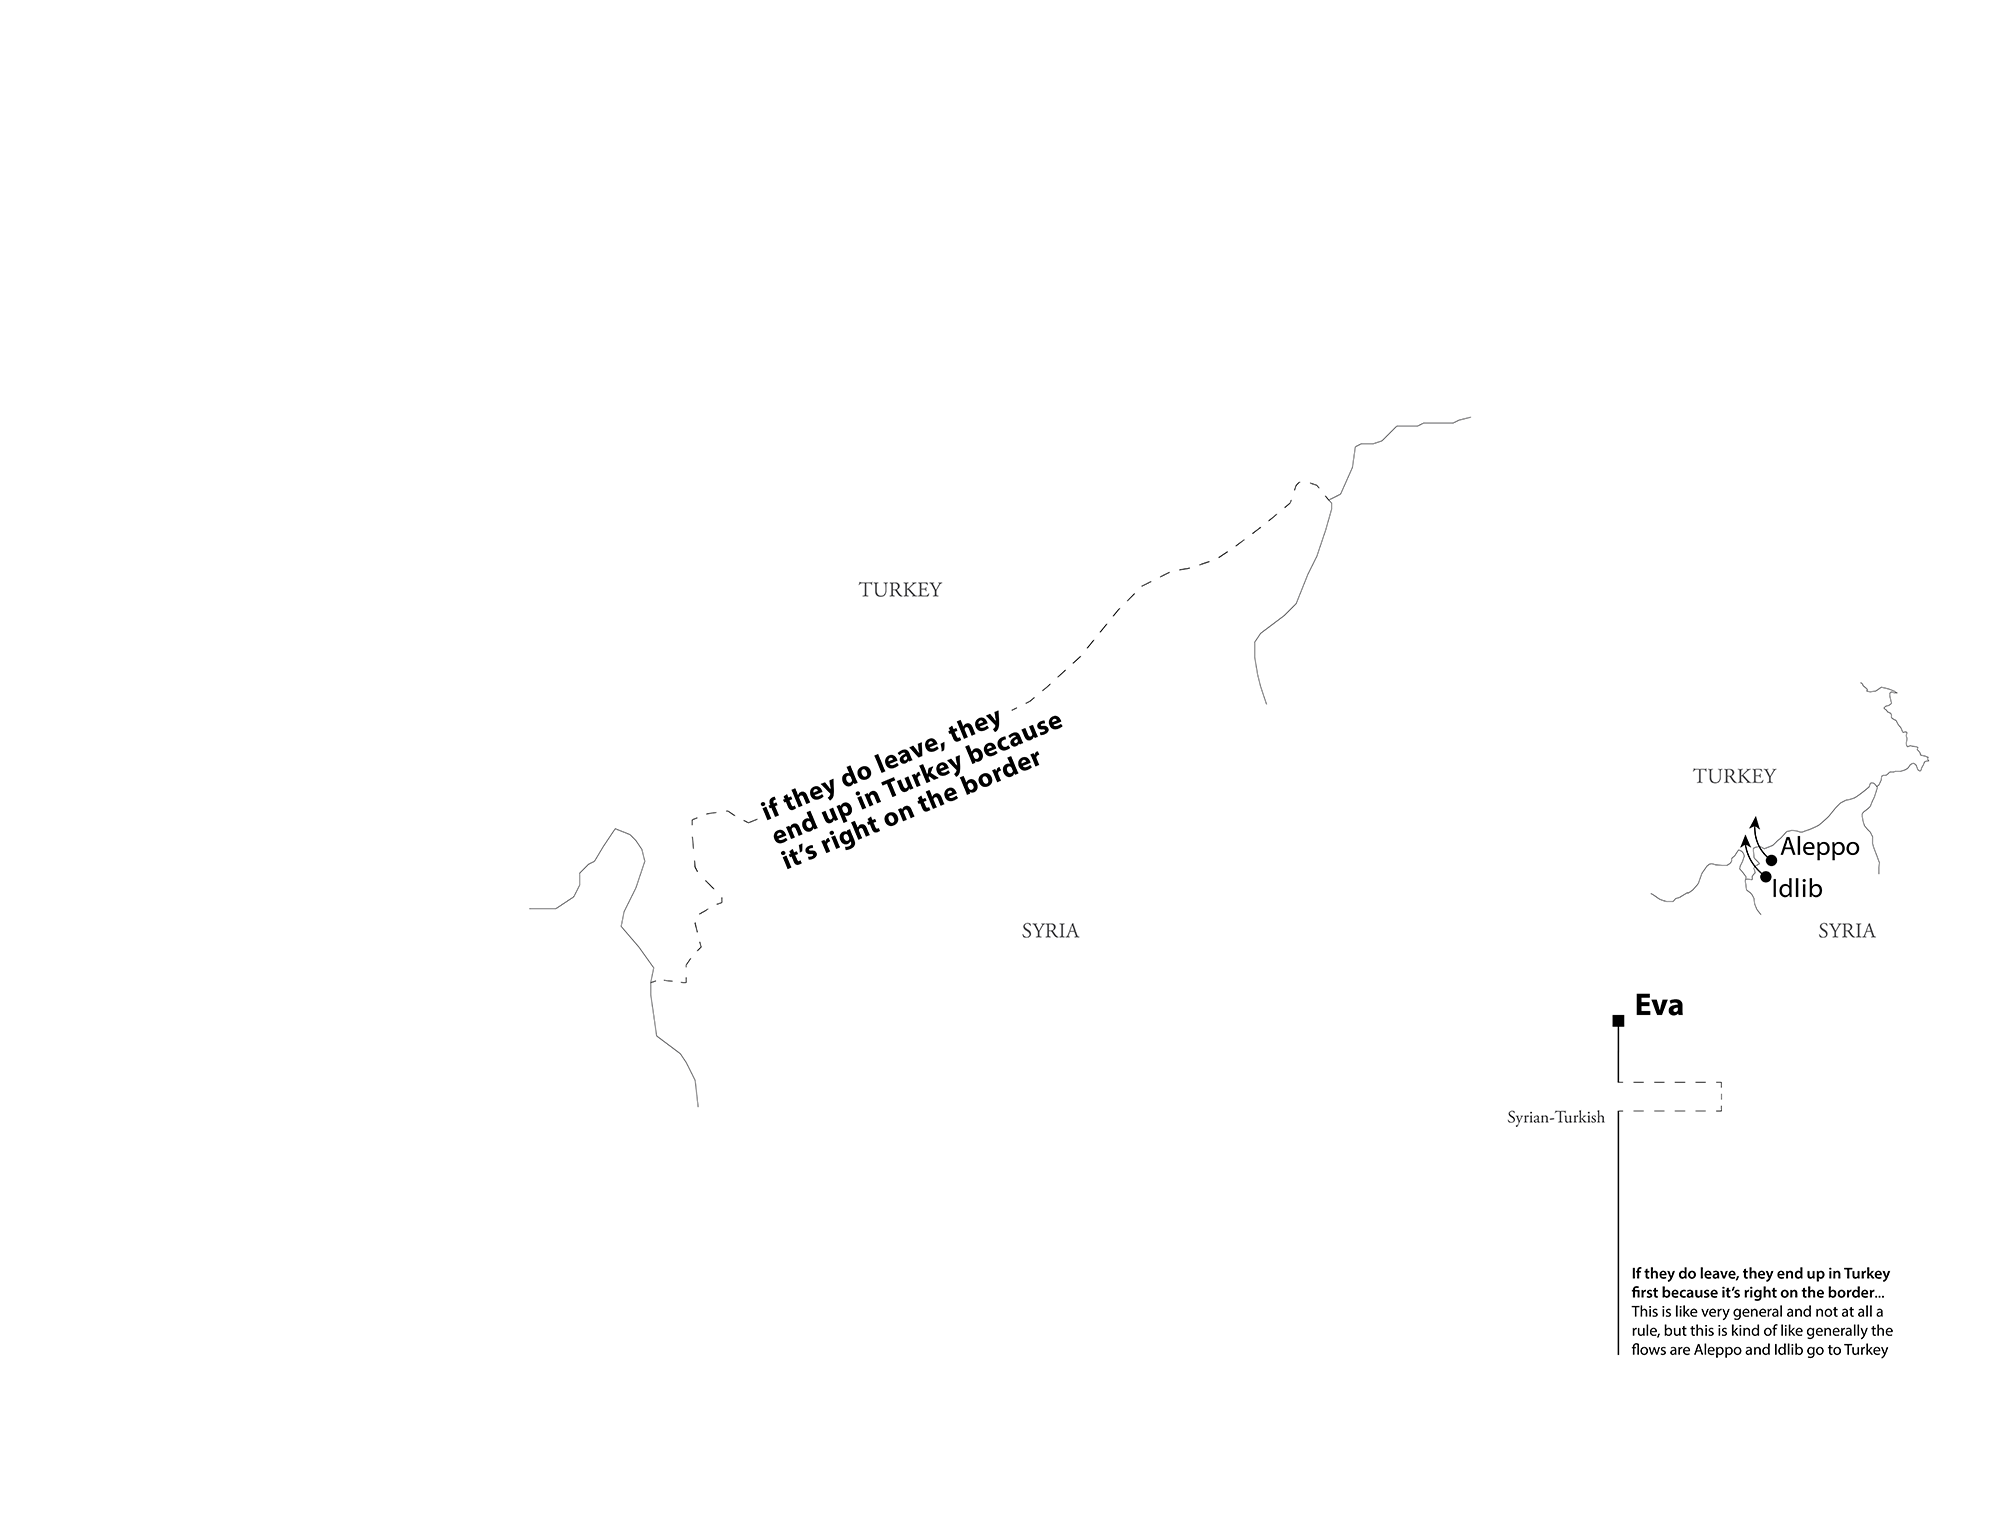 TURKEY
if they do leave, they
end up in Turkey because
it's right on the border
SYRIA
TURKEY
Aleppo
Idlib
SYRIA
Eva
Syrian-Turkish
If they do leave, they end up in Turkey
first because it's right on the border...
This is like very general and not at all a
rule, but this is kind of like generally the
flows are Aleppo and Idlib go to Turkey